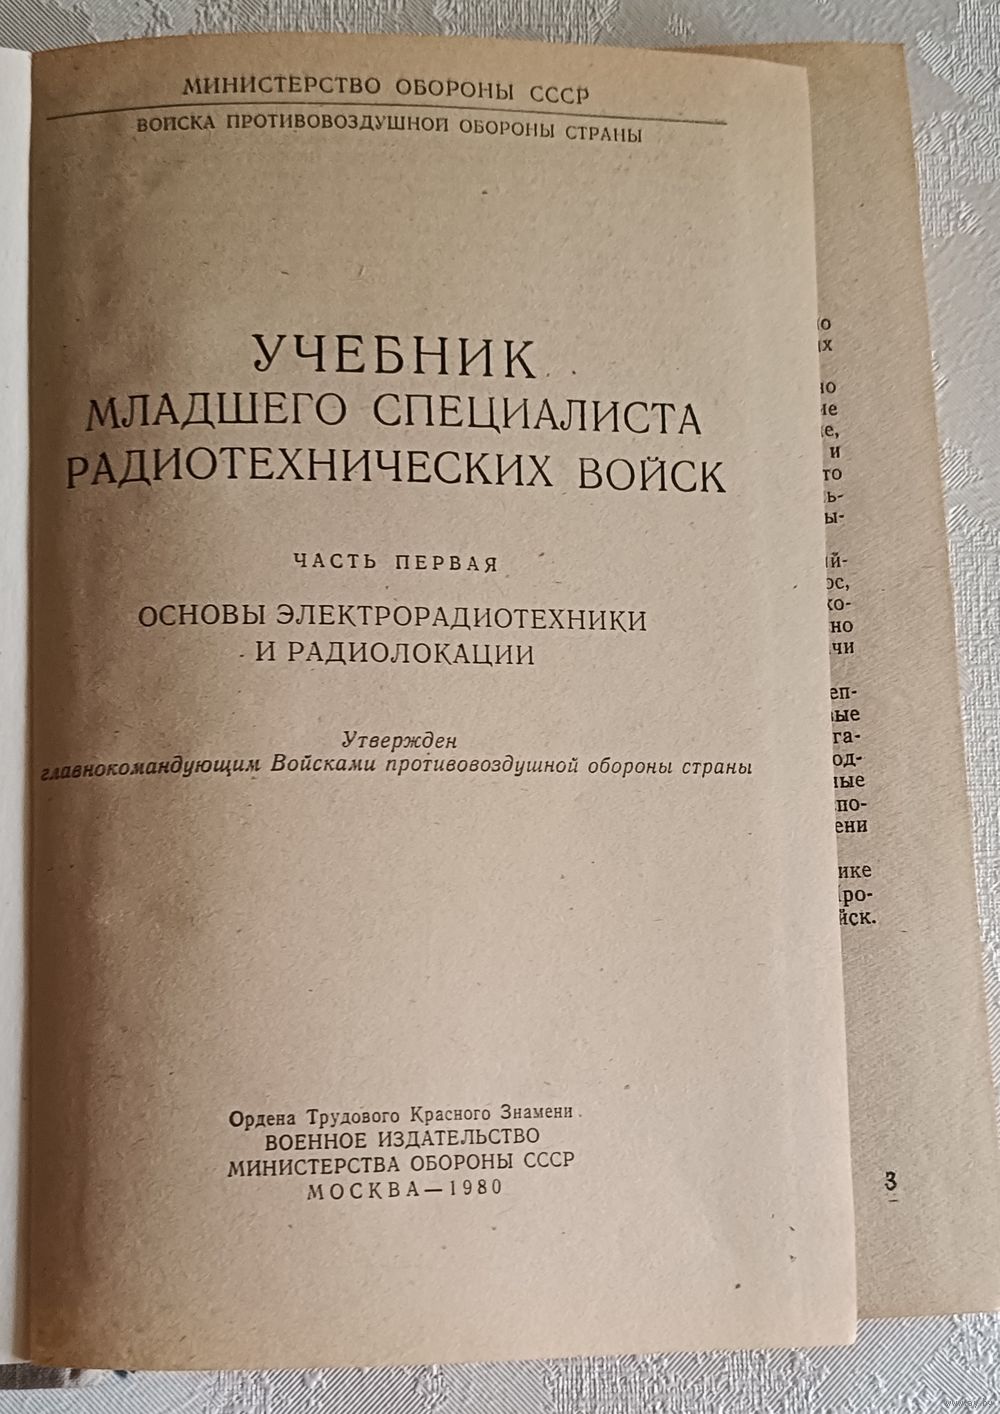 МИНИСТЕРСТВО ОБОРОНЫ СССР
ВОЙСКА ПРОТИВОВОЗДУШНОЙ ОБОРОНЫ СТРАНЫ
УЧЕБНИК
МЛАДШЕГО СПЕЦИАЛИСТА
РАДИОТЕХНИЧЕСКИХ ВОЙСК
ЧАСТЬ ПЕРВАЯ
ОСНОВЫ ЭЛЕКТРОРАДИОТЕХНИКИ
И РАДИОЛОКАЦИИ
Утвержден
главнокомандующим Войсками противовоздушной обороны страны
Ордена Трудового Красного Знамени
ВОЕННОЕ ИЗДАТЕЛЬСТВО
МИНИСТЕРСТВА ОБОРОНЫ СССР
МОСКВА—1980
3